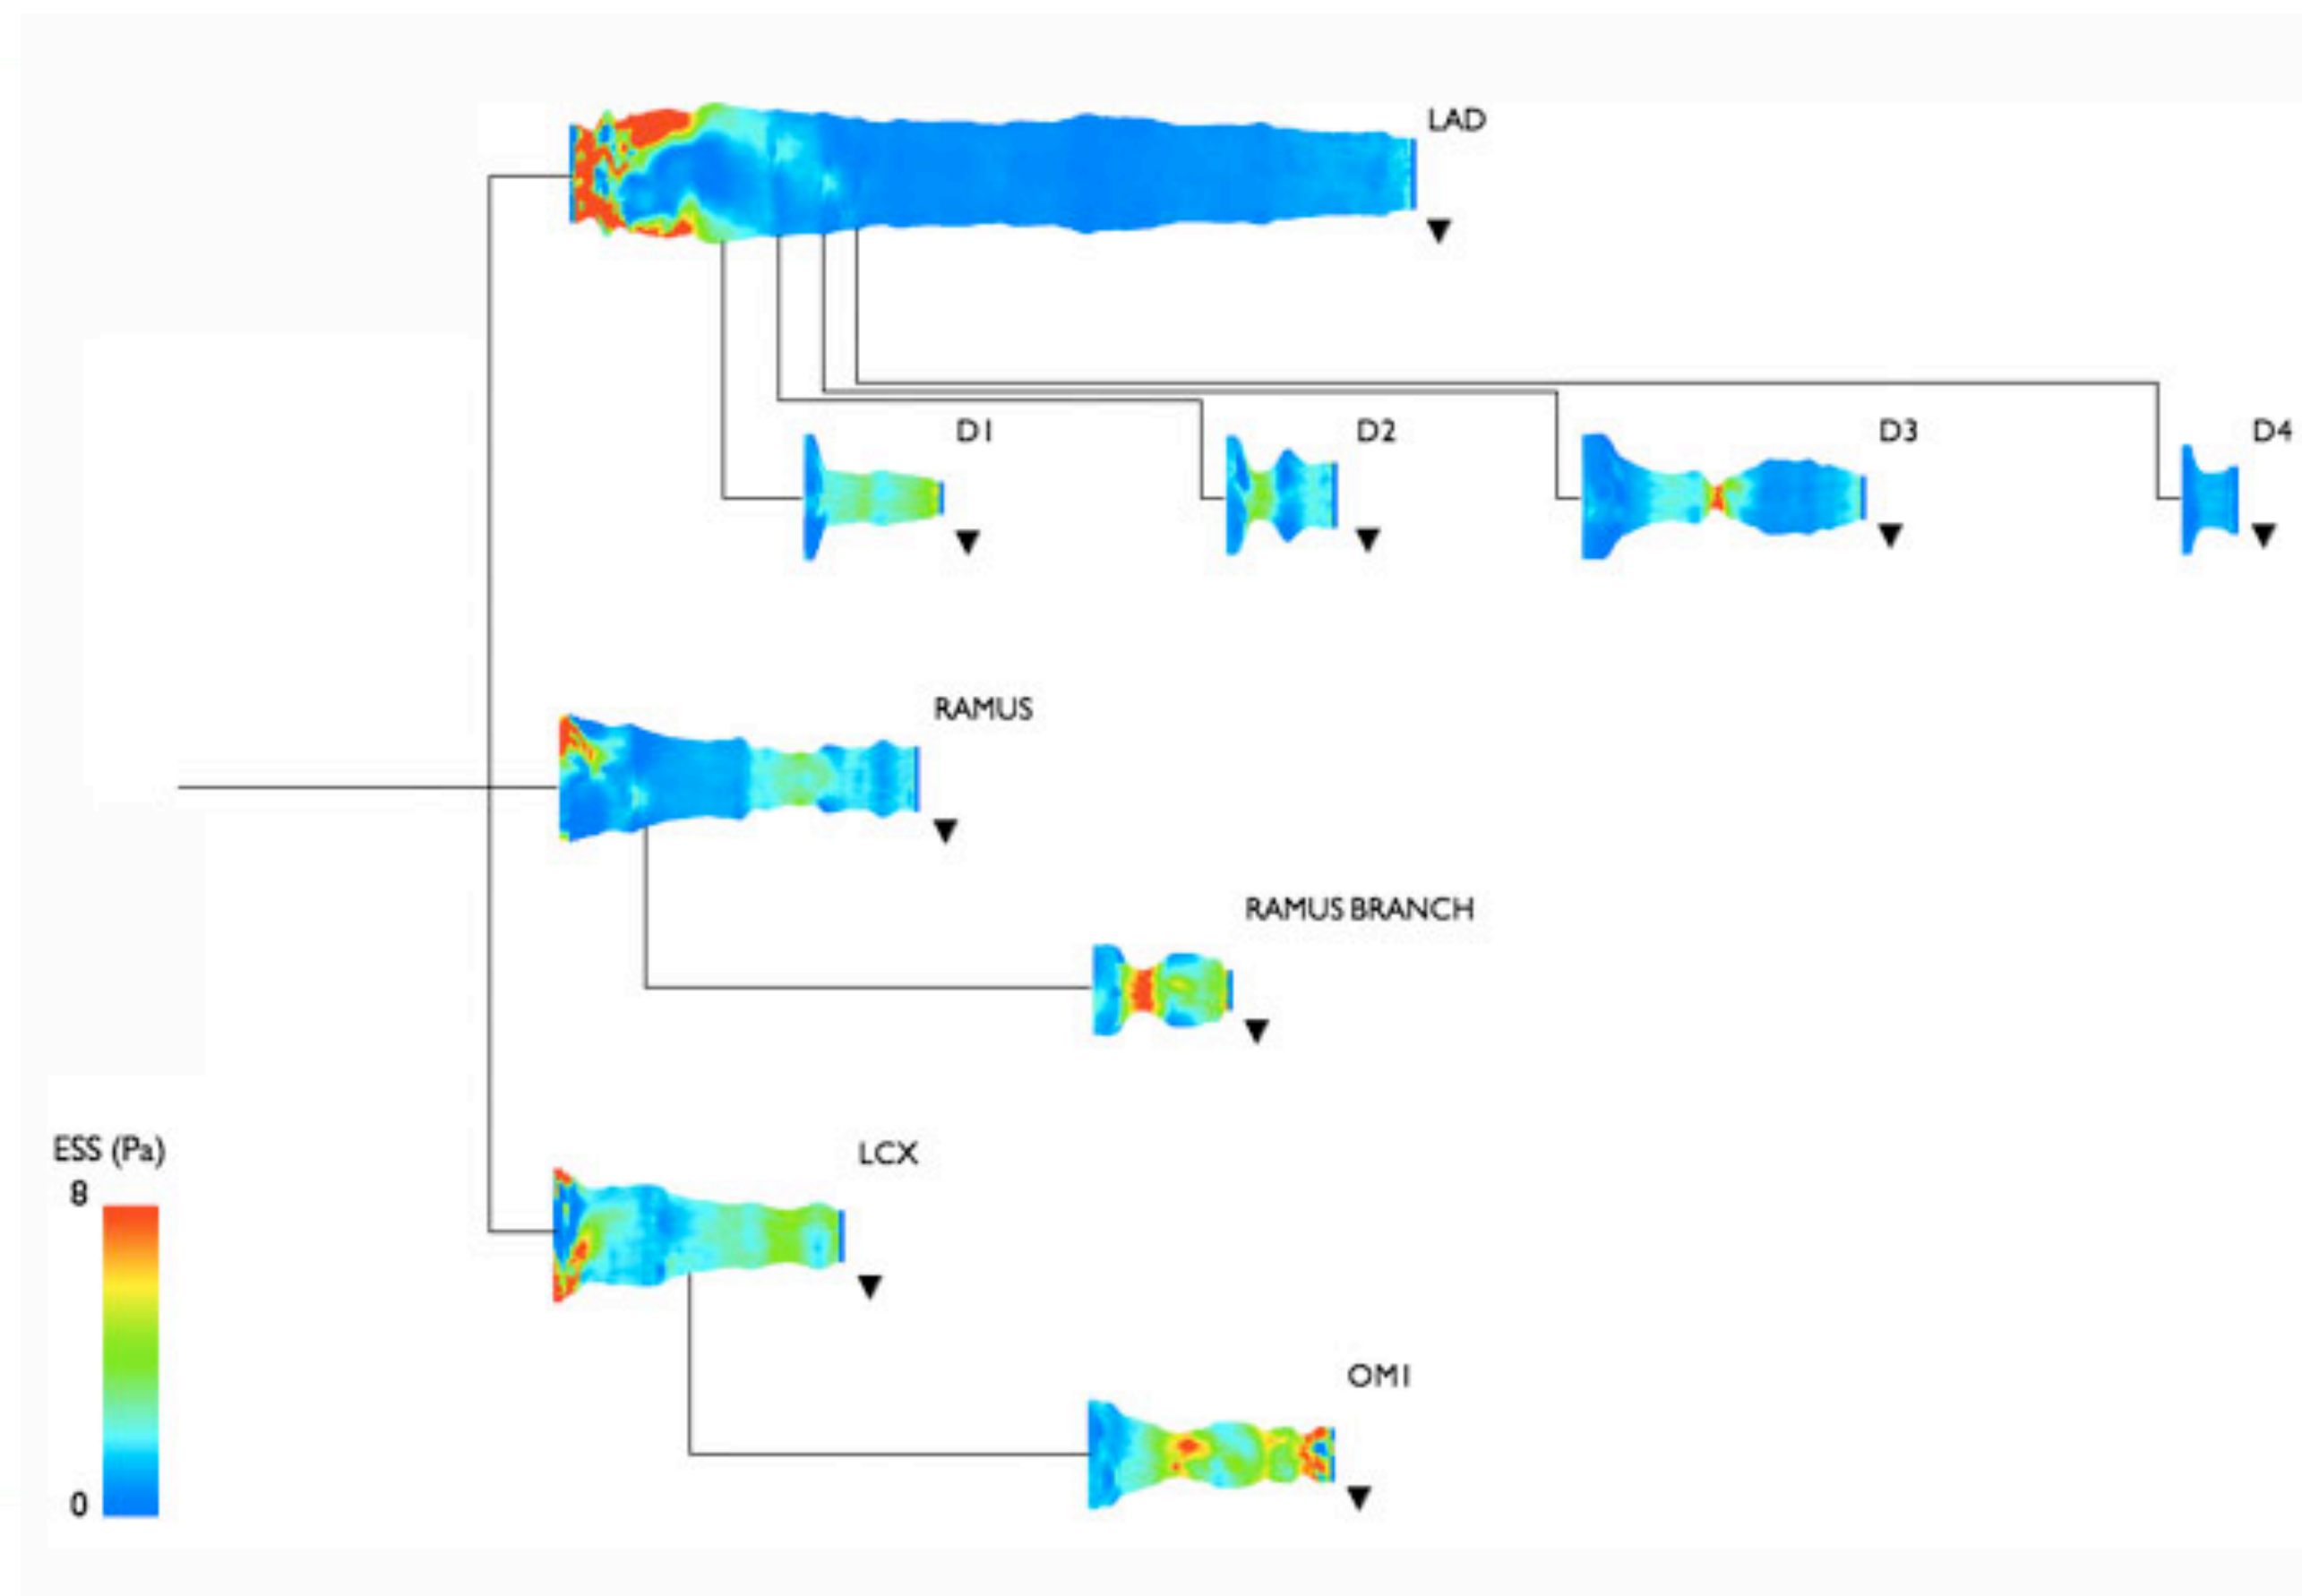 LAD
D1
D2
D3
D4
RAMUS
RAMUS BRANCH
LCX
OM1
ESS (Pa)
8
0